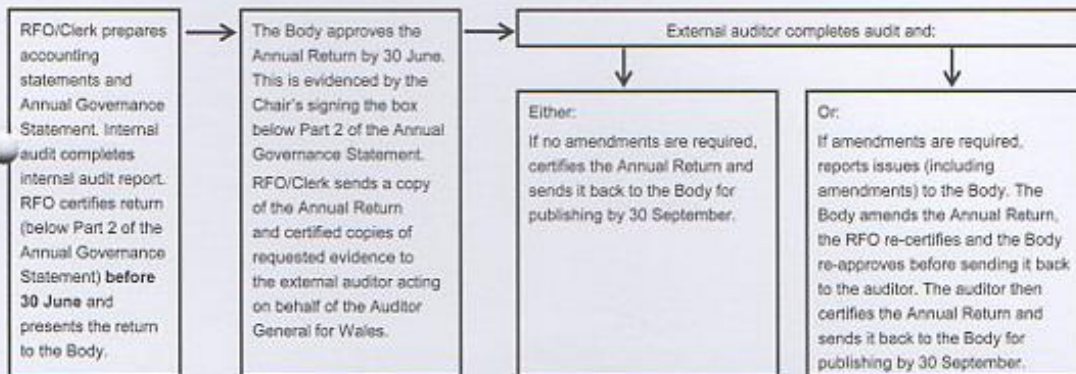 RFO/Clerk prepares
accounting
statements and
Annual Governance
Statement. Internal
audit completes
internal audit report.
RFO certifies return
(below Part 2 of the
Annual Governance
Statement) before
30 June and
presents the return
to the Body.
The Body approves the
Annual Return by 30 June.
This is evidenced by the
Chair's signing the box
below Part 2 of the Annual
Governance Statement.
RFO/Clerk sends a copy
of the Annual Return
and certified copies of
requested evidence to
the external auditor acting
on behalf of the Auditor
General for Wales.
External auditor completes audit and:
Either:
If no amendments are required,
certifies the Annual Return and
sends it back to the Body for
publishing by 30 September.
Or:
If amendments are required,
reports issues (including
amendments) to the Body. The
Body amends the Annual Return,
the RFO re-certifies and the Body
re-approves before sending it back
to the auditor. The auditor then
certifies the Annual Return and
sends it back to the Body for
publishing by 30 September.